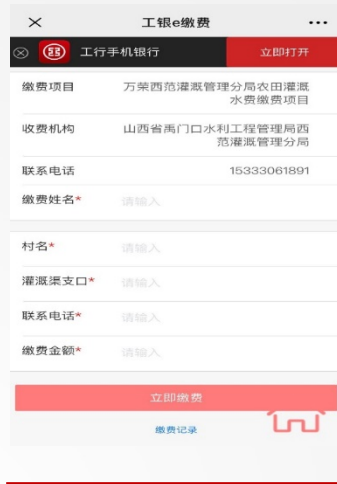 工银e缴费
工行手机银行
立即打开
缴费项目
万荣西范灌溉管理分局农田灌溉
水费缴费项目
收费机构
山西省禹门口水利工程管理局西
范灌溉管理分局
联系电话
15333061891
缴费姓名*
请输入
村名*
请输入
灌溉渠支口*
请输入
联系电话*
请输入
缴费金额*
请输入
立即缴费
缴费记录